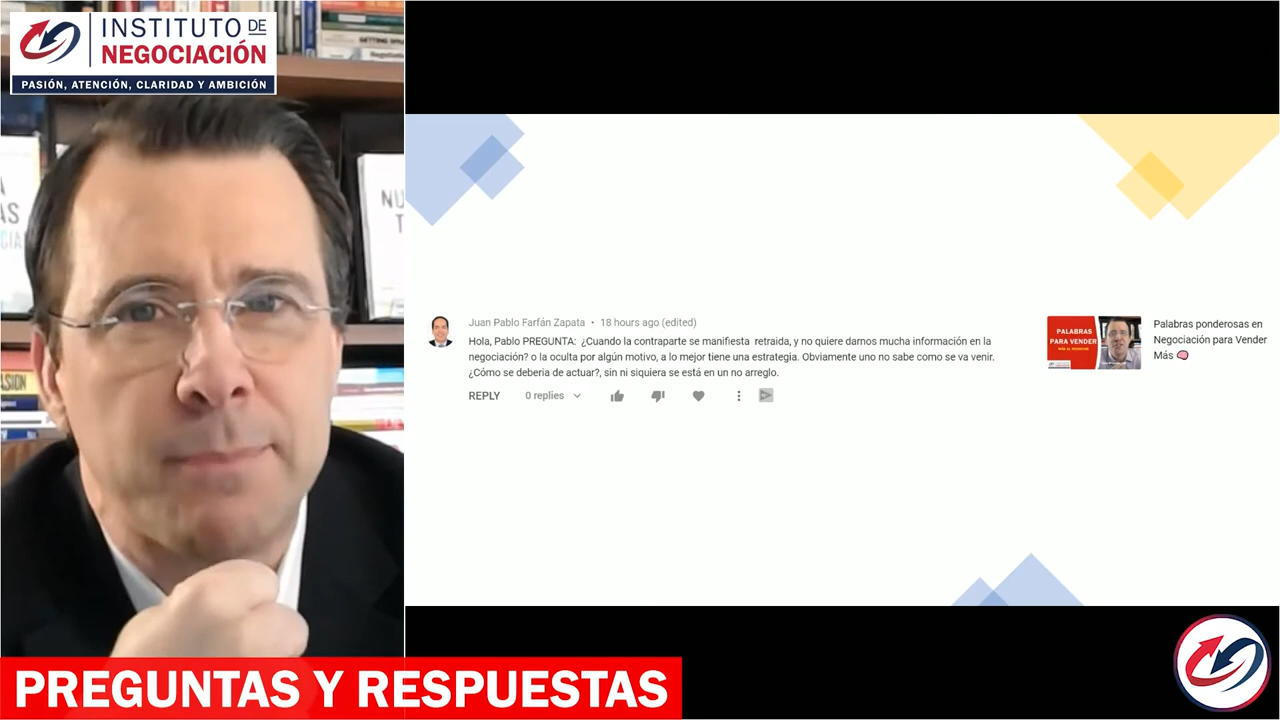 INSTITUTO DE
NEGOCIACIÓN
PASIÓN, ATENCIÓN, CLARIDAD Y AMBICIÓN
GETTING
NU
T
AS
Juan Pablo Farfán Zapata • 18 hours ago (edited)
Hola, Pablo PREGUNTA: ¿Cuando la contraparte se manifiesta retraida, y no quiere darnos mucha información en la
negociación? o la oculta por algún motivo, a lo mejor tiene una estrategia. Obviamente uno no sabe como se va venir.
¿Cómo se deberia de actuar?, sin ni siquiera se está en un no arreglo.
REPLY 0 replies
PALABRAS
PARA VENDER
Palabras ponderosas en
Negociación para Vender
Más 🧠
PREGUNTAS Y RESPUESTAS